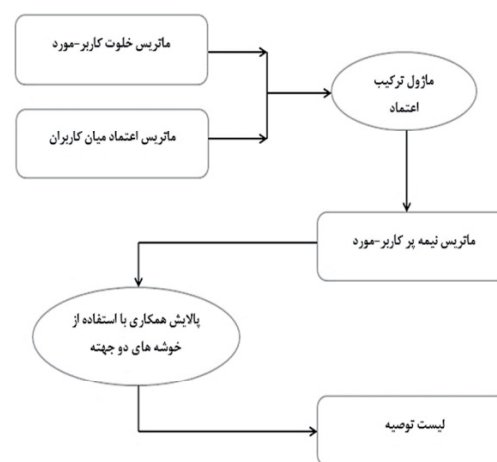 ماتریس خلوت کاربر-مورد
ماژول ترکیب
اعتماد
ماتریس اعتماد میان کاربران
ماتریس نیمه پر کاربر-مورد
پالایش همکاری با استفاده از
خوشه های دو جهته
لیست توصیه